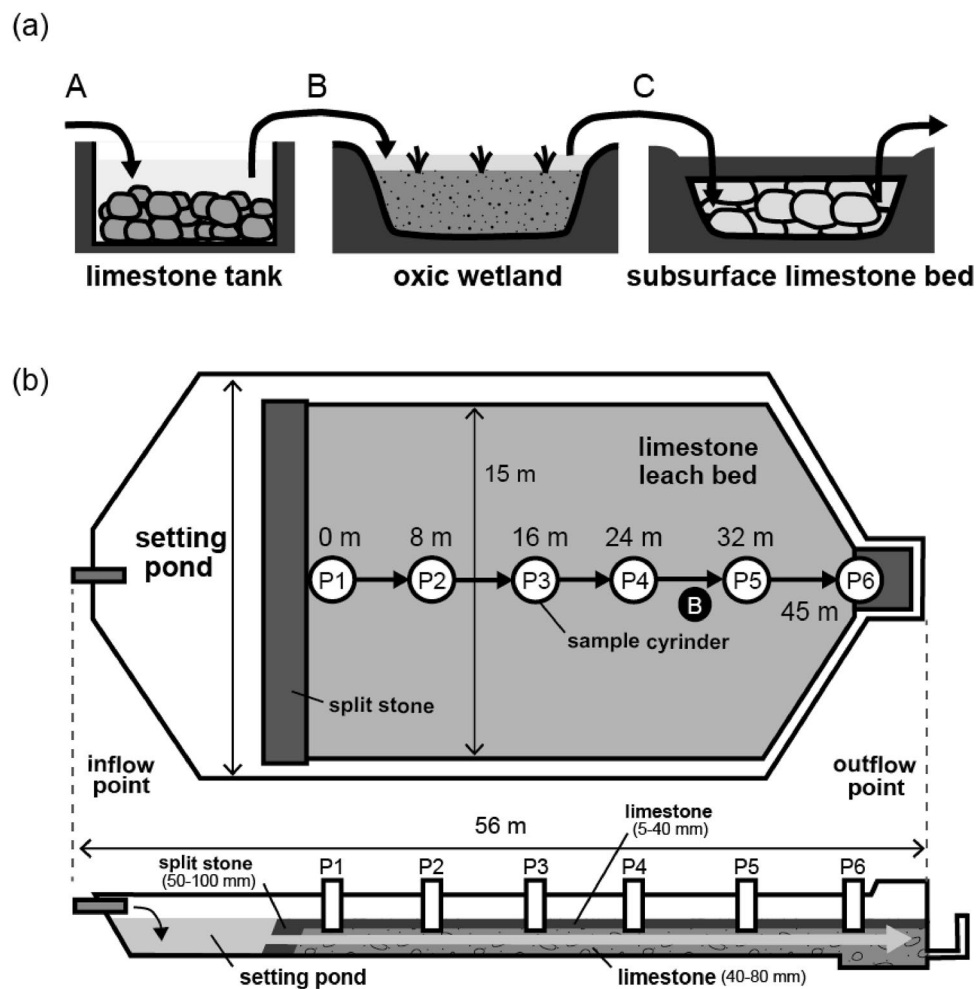 (a)
A
B
C
limestone tank
oxic wetland
subsurface limestone bed
(b)
limestone
leach bed
15 m
setting
pond
0 m
8 m
16 m
24 m
32 m
P1
P2
P3
P4
P5
P6
B
45 m
sample cyrinder
split stone
inflow
point
outflow
point
56 m
limestone
(5-40 mm)
split stone
(50-100 mm)
P1
P2
P3
P4
P5
P6
setting pond
limestone (40-80 mm)